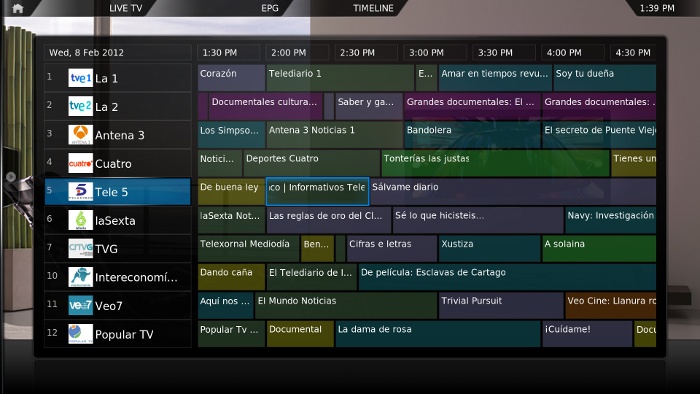 LIVE TV EPG TIMELINE 1:39 PM
Wed, 8 Feb 2012 1:30 PM 2:00 PM 2:30 PM 3:00 PM 3:30 PM 4:00 PM 4:30 PM
1 tve1 La 1 Corazón Telediario 1 E... Amar en tiempos revu... Soy tu dueña
2 tve2 La 2 Documentales cultura... Saber y ga... Grandes documentales: El ... Grandes documentales: .
3 ANTENA 3 Antena 3 Los Simpso... Antena 3 Noticias 1 Bandolera El secreto de Puente Viej
4 cuatro Cuatro Notici... Deportes Cuatro Tonterías las justas Tienes un
5 Tele 5 De buena ley co | Informativos Tele Sálvame diario
6 laSexta laSexta Not... Las reglas de oro del Cl... Sé lo que hicisteis... Navy: Investigación
7 TVG Telexornal Mediodía Ben... Cifras e letras Xustiza A solaina
10 Intereconomí... Dando caña El Telediario de I... De película: Esclavas de Cartago
11 veo7 Veo7 Aquí nos ... El Mundo Noticias Trivial Pursuit Veo Cine: Llanura ro
12 Popular TV Popular Tv ... Documental La dama de rosa ¡Cuídame! Docu